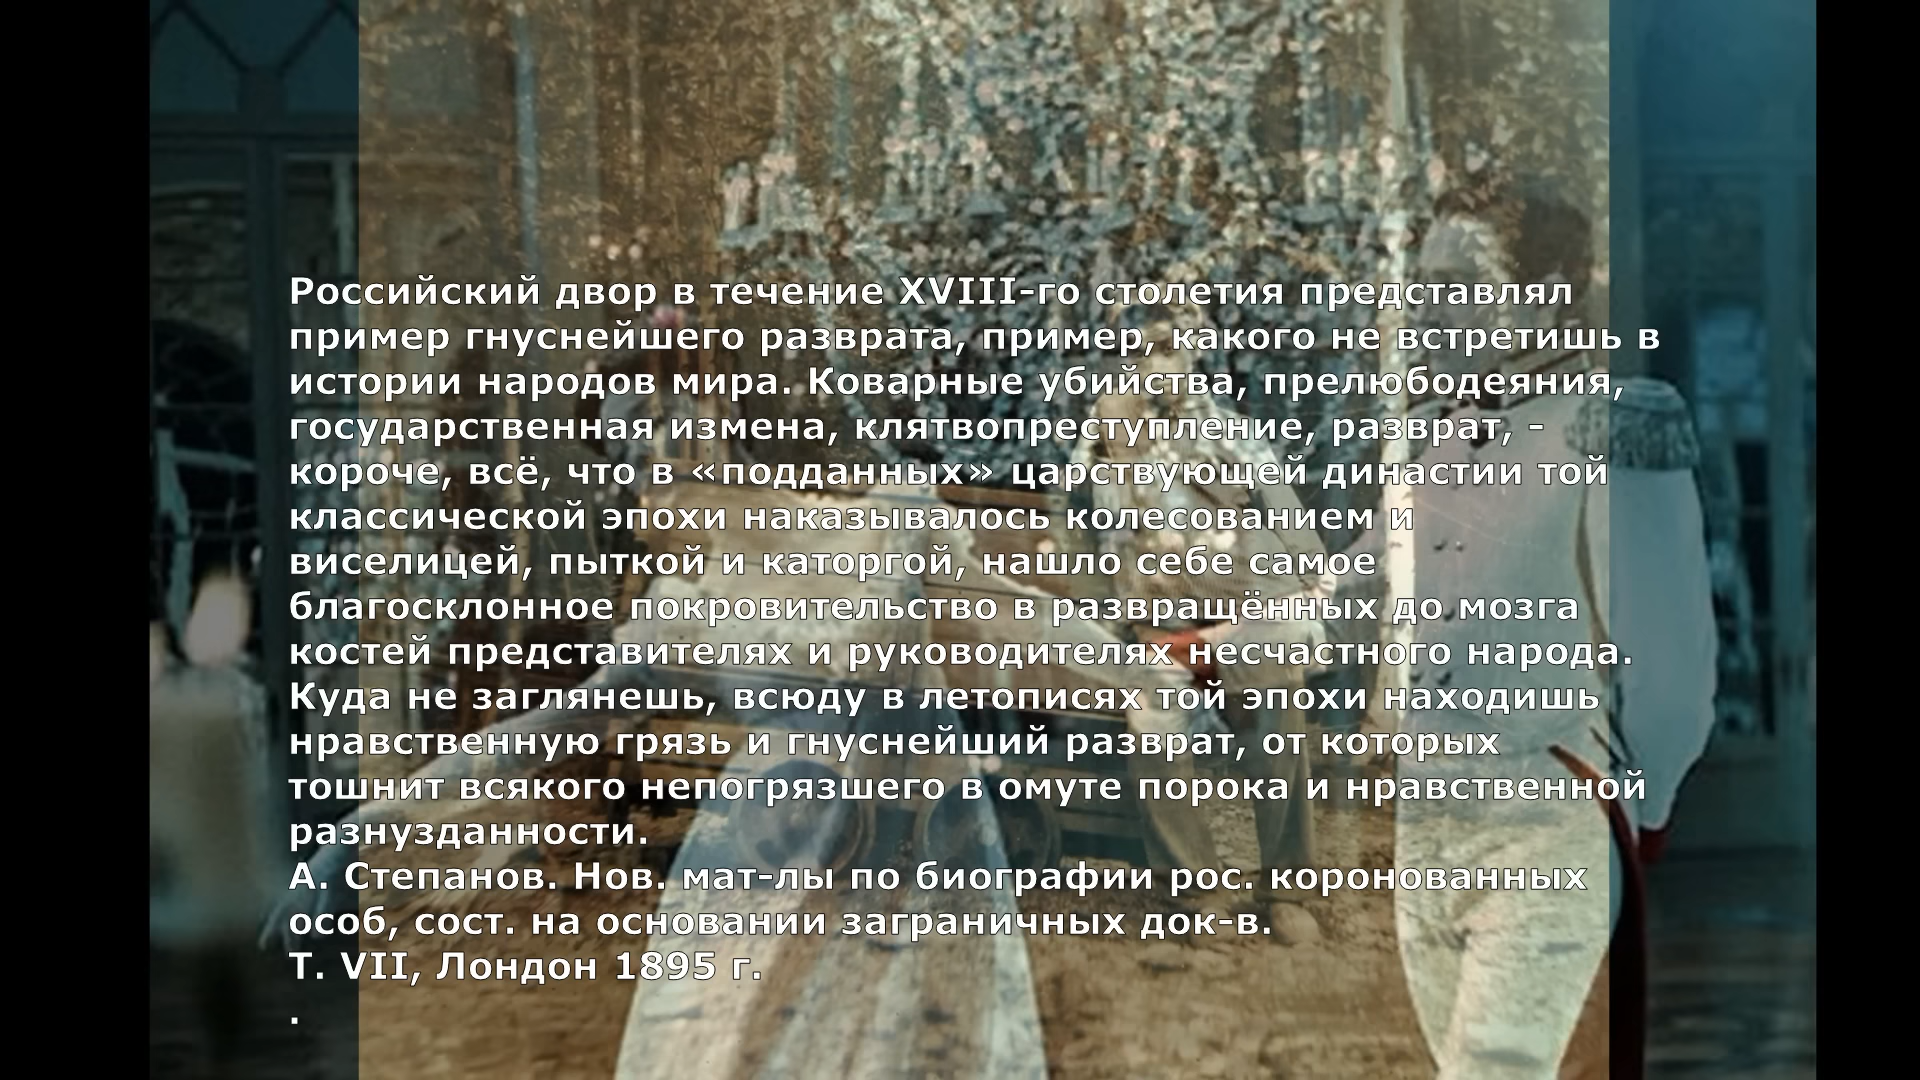 Российский двор в течение XVIII-го столетия представлял
пример гнуснейшего разврата, пример, какого не встретишь в
истории народов мира. Коварные убийства, прелюбодеяния,
государственная измена, клятвопреступление, разврат, -
короче, всё, что в «подданных» царствующей династии той
классической эпохи наказывалось колесованием и
виселицей, пыткой и каторгой, нашло себе самое
благосклонное покровительство в развращённых до мозга
костей представителях и руководителях несчастного народа.
Куда не заглянешь, всюду в летописях той эпохи находишь
нравственную грязь и гнуснейший разврат, от которых
тошнит всякого непогрязшего в омуте порока и нравственной
разнузданности.
А. Степанов. Нов. мат-лы по биографии рос. коронованных
особ, сост. на основании заграничных док-в.
Т. VII, Лондон 1895 г.
.